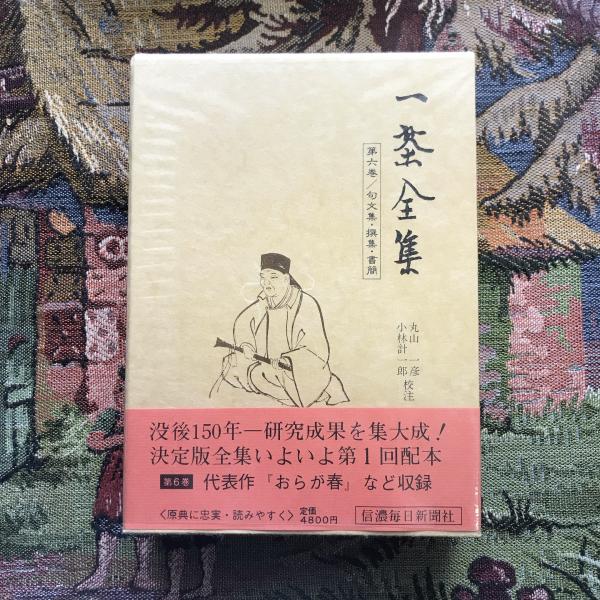 一茶全集
第六巻／句文集・撰集・書簡
丸山一彦
小林計一郎 校注
没後150年―研究成果を集大成！
決定版全集いよいよ第1回配本
第6巻 代表作『おらが春』など収録
〈原典に忠実・読みやすく〉 定価4800円 信濃毎日新聞社